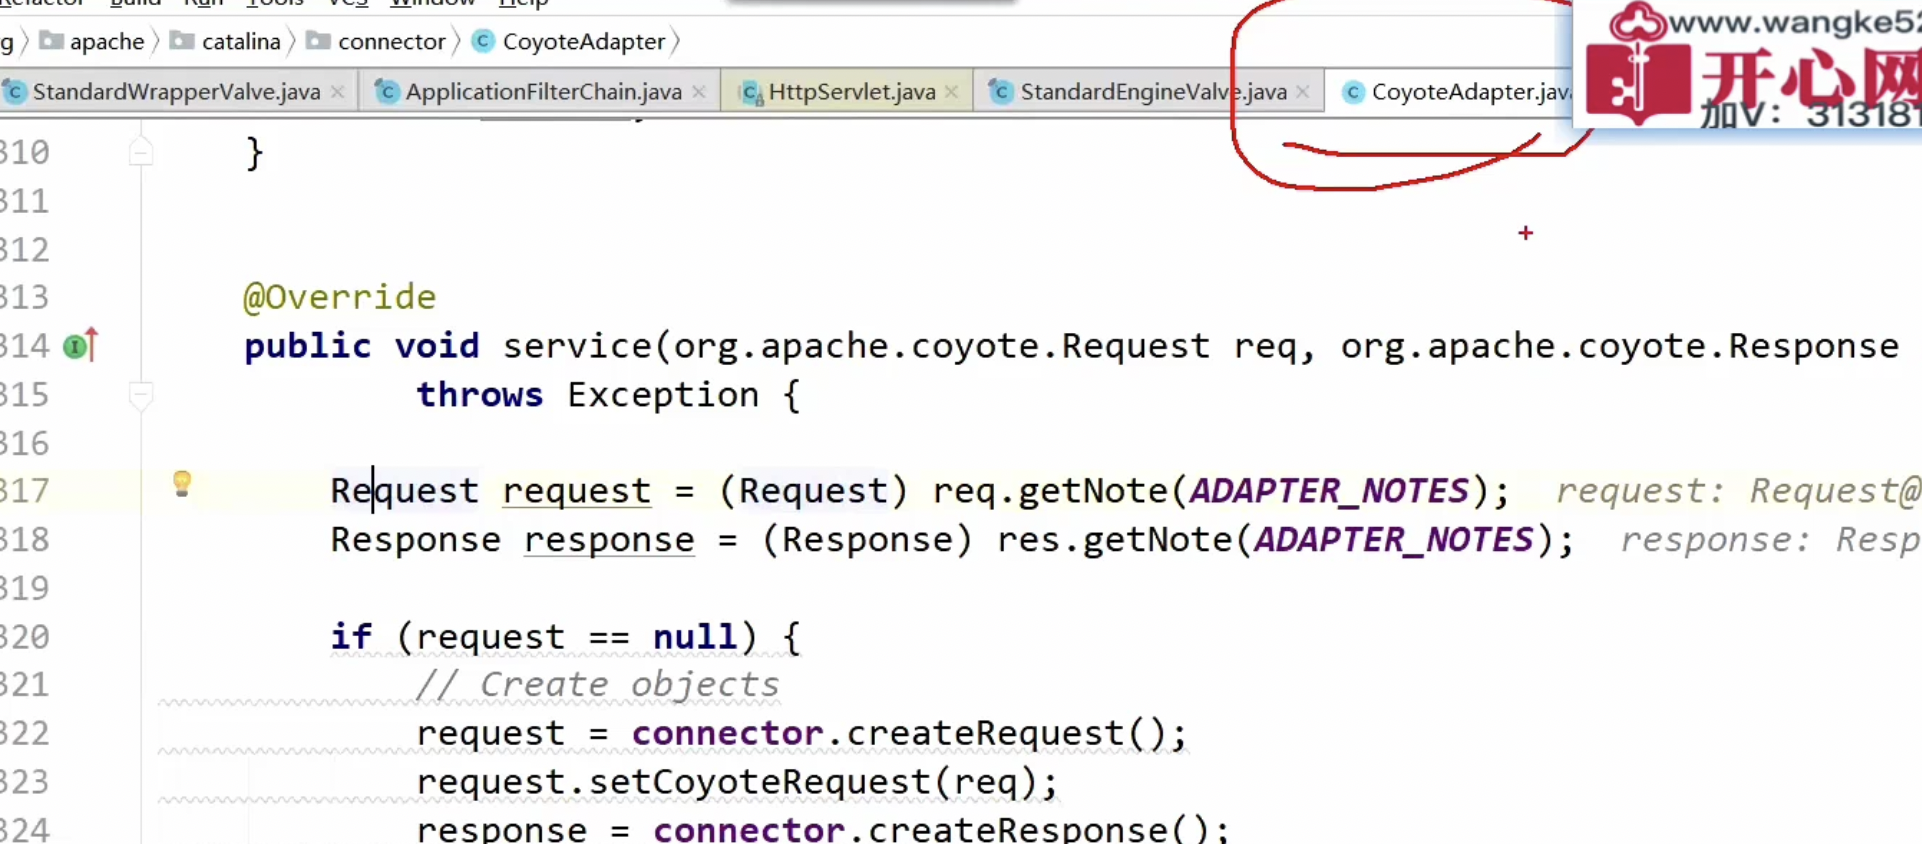 Refactor Build Run Tools VCS Window Help
g apache catalina connector CoyoteAdapter
www.wangke52
开心网
加V: 313181
StandardWrapperValve.java ApplicationFilterChain.java HttpServlet.java StandardEngineValve.java CoyoteAdapter.java
310 }
311
312
313 @Override
314 public void service(org.apache.coyote.Request req, org.apache.coyote.Response
315 throws Exception {
316
317 Request request = (Request) req.getNote(ADAPTER_NOTES); request: Request@
318 Response response = (Response) res.getNote(ADAPTER_NOTES); response: Resp
319
320 if (request == null) {
321 // Create objects
322 request = connector.createRequest();
323 request.setCoyoteRequest(req);
324 response = connector.createResponse();